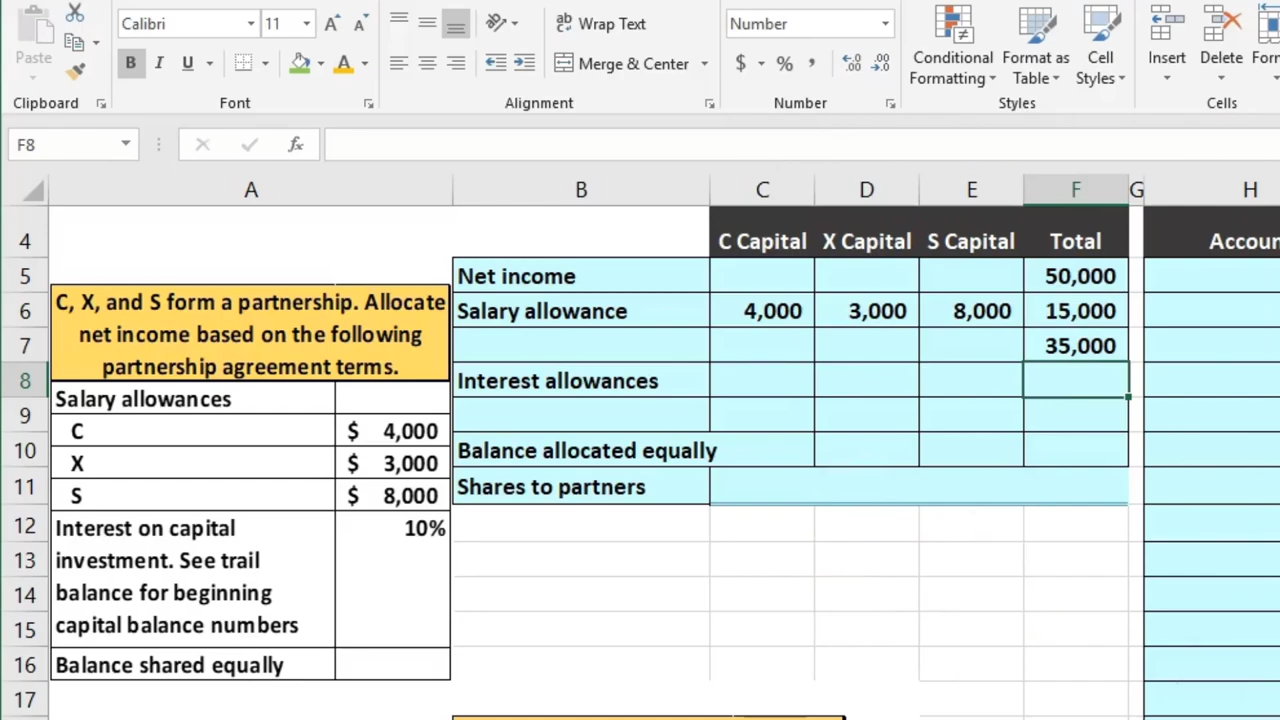 Calibri 11 A A Wrap Text Number
Paste B I U A Merge & Center $ % , Conditional Formatting Format as Table Cell Styles Insert Delete
Clipboard Font Alignment Number Styles Cells
F8 fx
A B C D E F G H
4 C Capital X Capital S Capital Total
5 Net income 50,000
6 Salary allowance 4,000 3,000 8,000 15,000
7 35,000
8 Interest allowances
9
10 Balance allocated equally
11 Shares to partners
12
13
14
15
16
17
C, X, and S form a partnership. Allocate
net income based on the following
partnership agreement terms.
Salary allowances
C $ 4,000
X $ 3,000
S $ 8,000
Interest on capital 10%
investment. See trail
balance for beginning
capital balance numbers
Balance shared equally